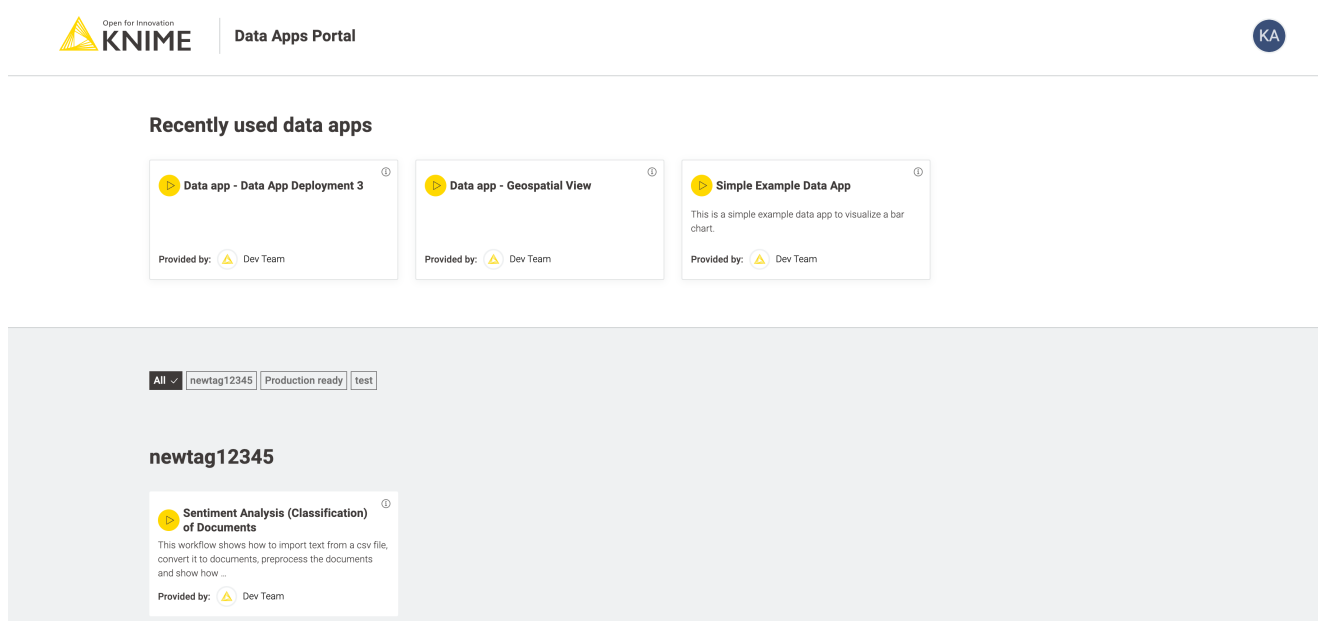 Open for Innovation
KNIME
Data Apps Portal
KA
Recently used data apps
Data app - Data App Deployment 3
Provided by: Dev Team
Data app - Geospatial View
Provided by: Dev Team
Simple Example Data App
This is a simple example data app to visualize a bar
chart.
Provided by: Dev Team
All newtag12345 Production ready test
newtag12345
Sentiment Analysis (Classification)
of Documents
This workflow shows how to import text from a csv file,
convert it to documents, preprocess the documents
and show how ...
Provided by: Dev Team